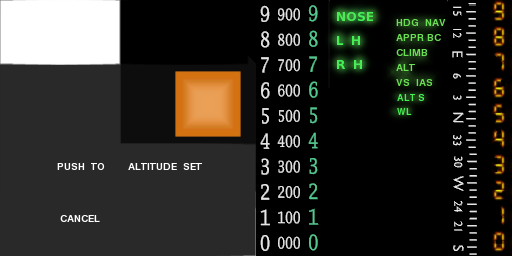 PUSH TO ALTITUDE SET
CANCEL
9 900 9
8 800 8
7 700 7
6 600 6
5 500 5
4 400 4
3 300 3
2 200 2
1 100 1
0 000 0
NOSE
L H
R H
HDG NAV
APPR BC
CLIMB
ALT
VS IAS
ALT S
WL
15
12
E
6
3
N
33
30
W
24
21
S
9
8
7
6
5
4
3
2
1
0